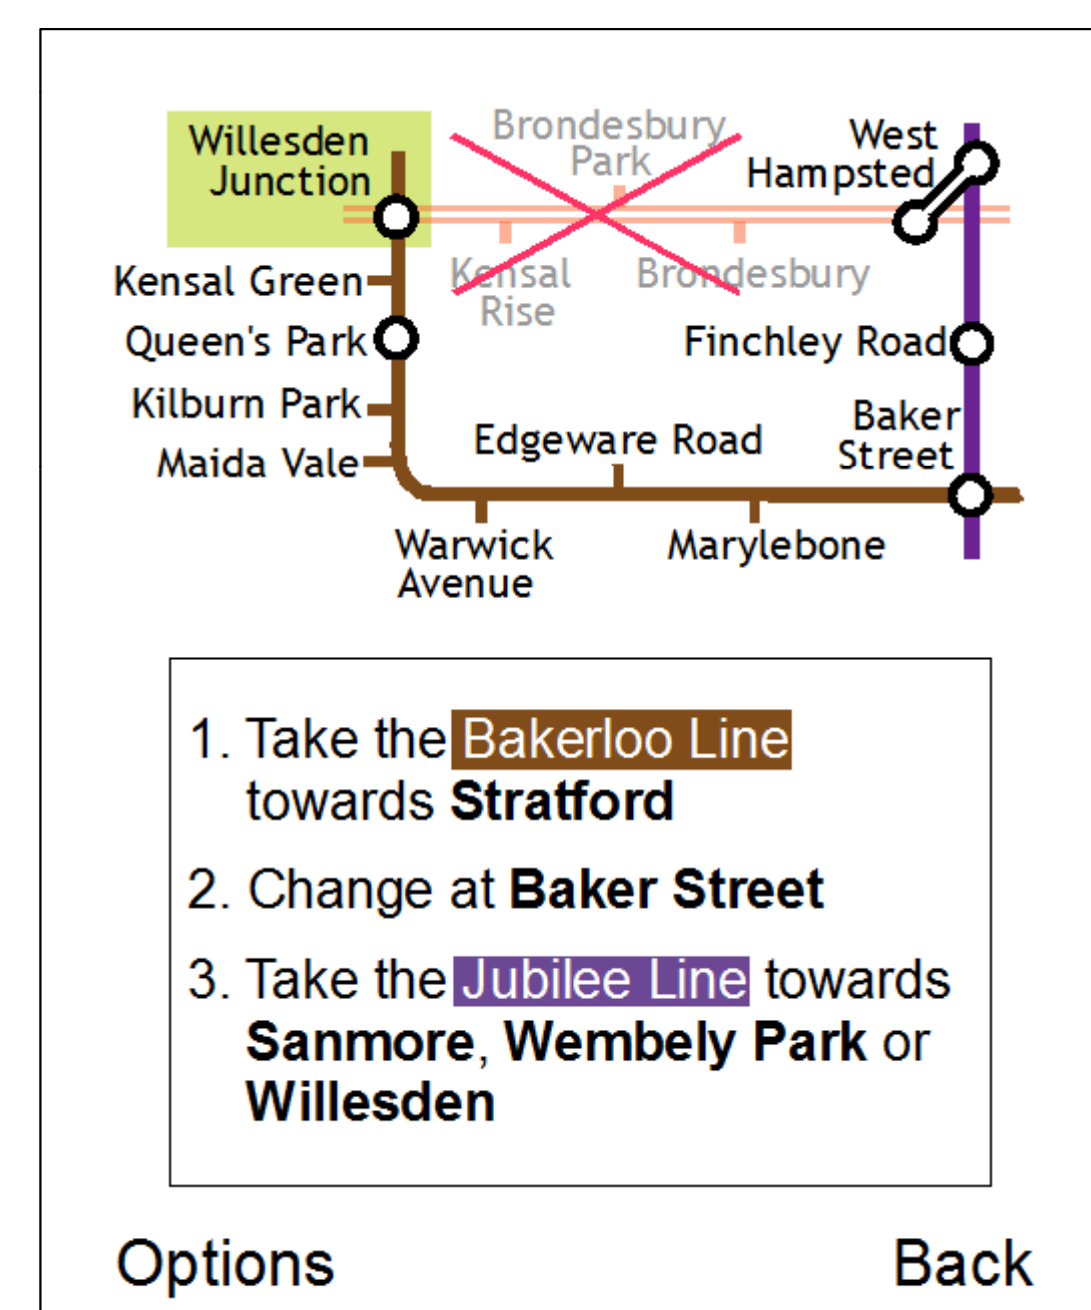 Willesden
Junction
Brondesbury
Park
West
Hampsted
Kensal Green
Kensal
Rise
Brondesbury
Queen's Park
Finchley Road
Kilburn Park
Baker
Street
Edgeware Road
Maida Vale
Warwick
Avenue
Marylebone
1. Take the Bakerloo Line
towards Stratford
2. Change at Baker Street
3. Take the Jubilee Line towards
Sanmore, Wembely Park or
Willesden
Options
Back